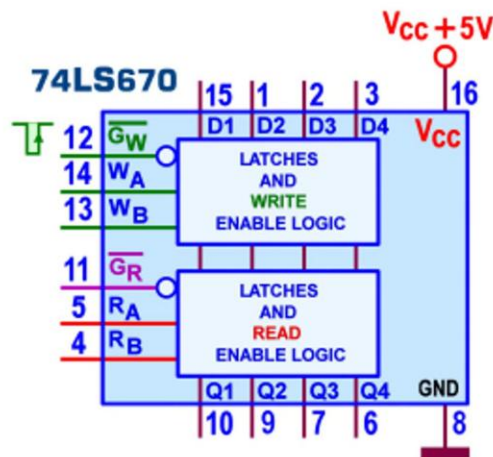 VCC+5V
74LS670
15 1 2 3 16
D1 D2 D3 D4 VCC
12 GW
14 WA
13 WB
LATCHES
AND
WRITE
ENABLE LOGIC
11 GR
5 RA
4 RB
LATCHES
AND
READ
ENABLE LOGIC
Q1 Q2 Q3 Q4 GND
10 9 7 6 8